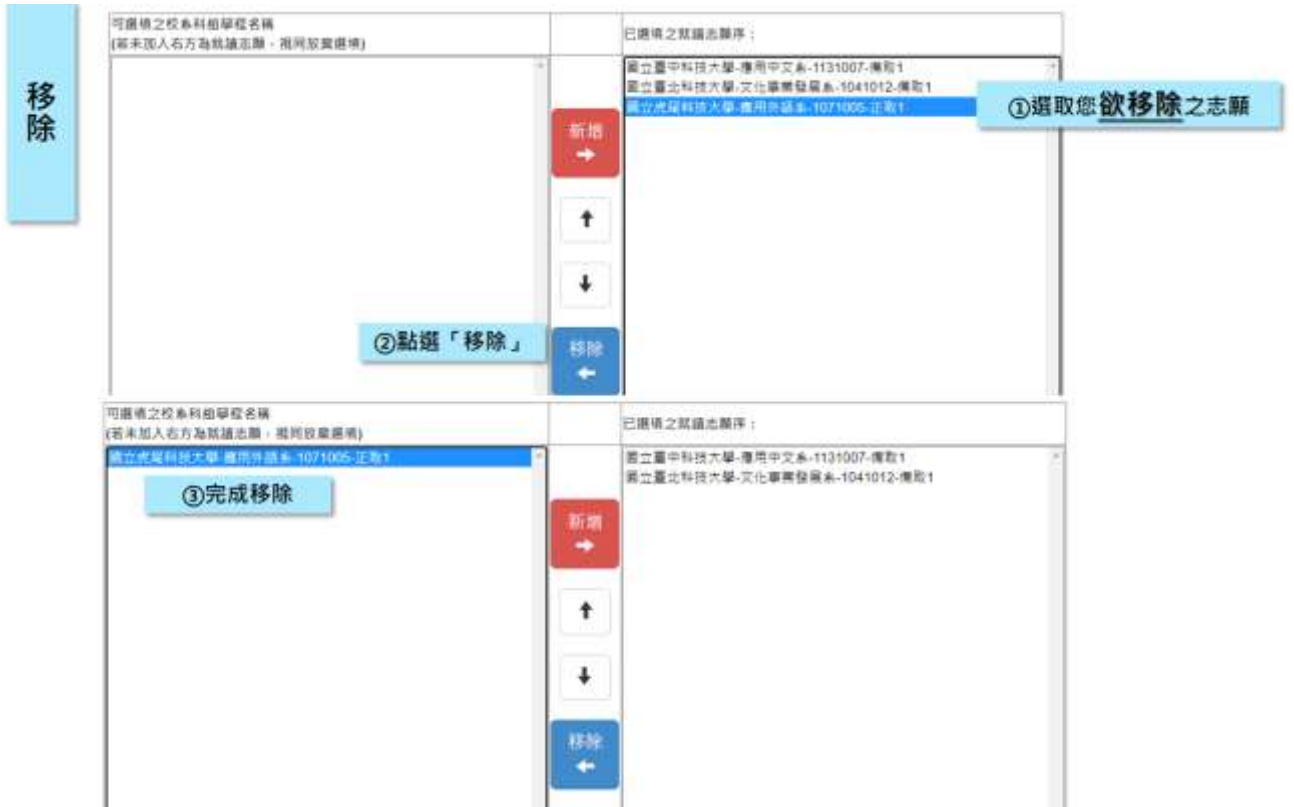 移除
可選填之校系科組學程名稱
(若未加入右方為就讀志願，視同放棄選填)
已選填之就讀志願序：
國立臺中科技大學-應用中文系-1131007-備取1
國立臺北科技大學-文化事業發展系-1041012-備取1
國立虎尾科技大學-應用外語系-1071005-正取1
①選取您欲移除之志願
新增
②點選「移除」
移除
可選填之校系科組學程名稱
(若未加入右方為就讀志願，視同放棄選填)
已選填之就讀志願序：
國立虎尾科技大學-應用外語系-1071005-正取1
國立臺中科技大學-應用中文系-1131007-備取1
國立臺北科技大學-文化事業發展系-1041012-備取1
③完成移除
新增
移除